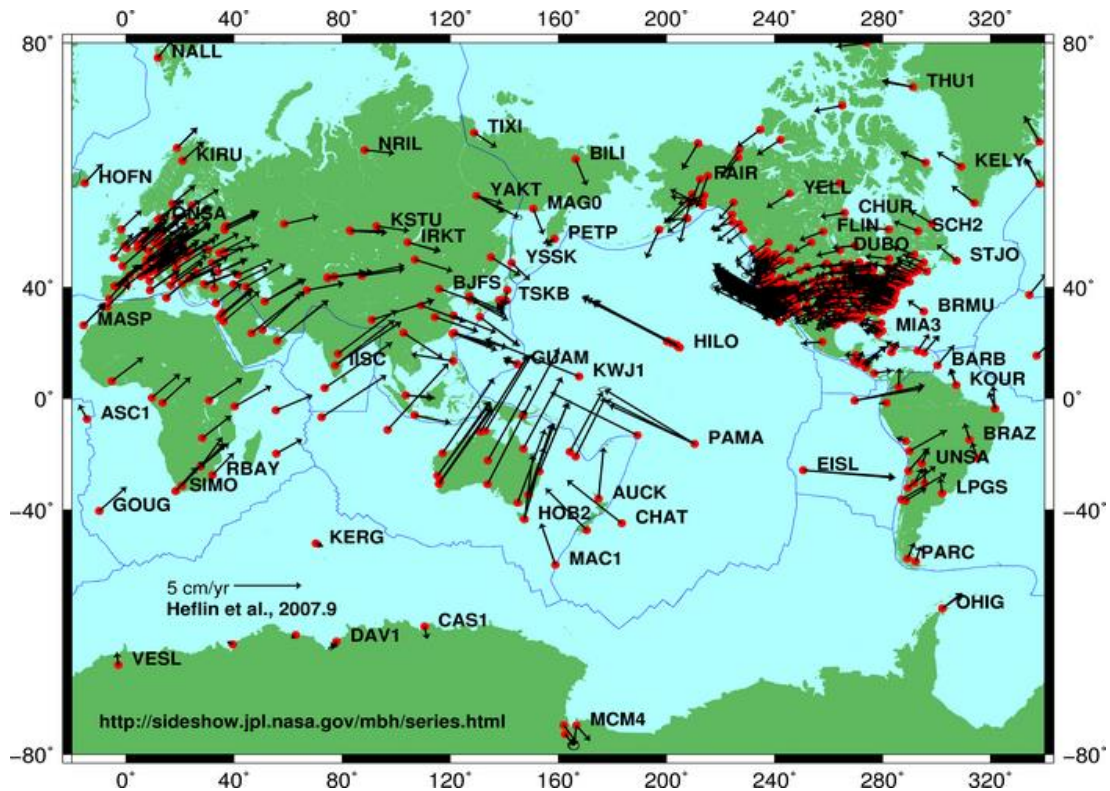 0° 40° 80° 120° 160° 200° 240° 280° 320°
80° 80°
NALL
THU1
TIXI
NRIL
BILI
KIRU
KELY
HOFN
FAIR
YAKT
YELL
MAG0
CHUR
ONSA
KSTU
FLIN
SCH2
PETP
IRKT
DUBO
YSSK
STJO
40° 40°
BJFS
TSKB
BRMU
MASP
MIA3
HILO
IISC
GUAM
BARB
KWJ1
KOUR
0° 0°
ASC1
BRAZ
PAMA
UNSA
EISL
RBAY
SIMO
LPGS
AUCK
GOUG
HOB2
CHAT
−40° −40°
KERG
MAC1
PARC
5 cm/yr
Heflin et al., 2007.9
OHIG
CAS1
DAV1
VESL
http://sideshow.jpl.nasa.gov/mbh/series.html
MCM4
−80° −80°
0° 40° 80° 120° 160° 200° 240° 280° 320°